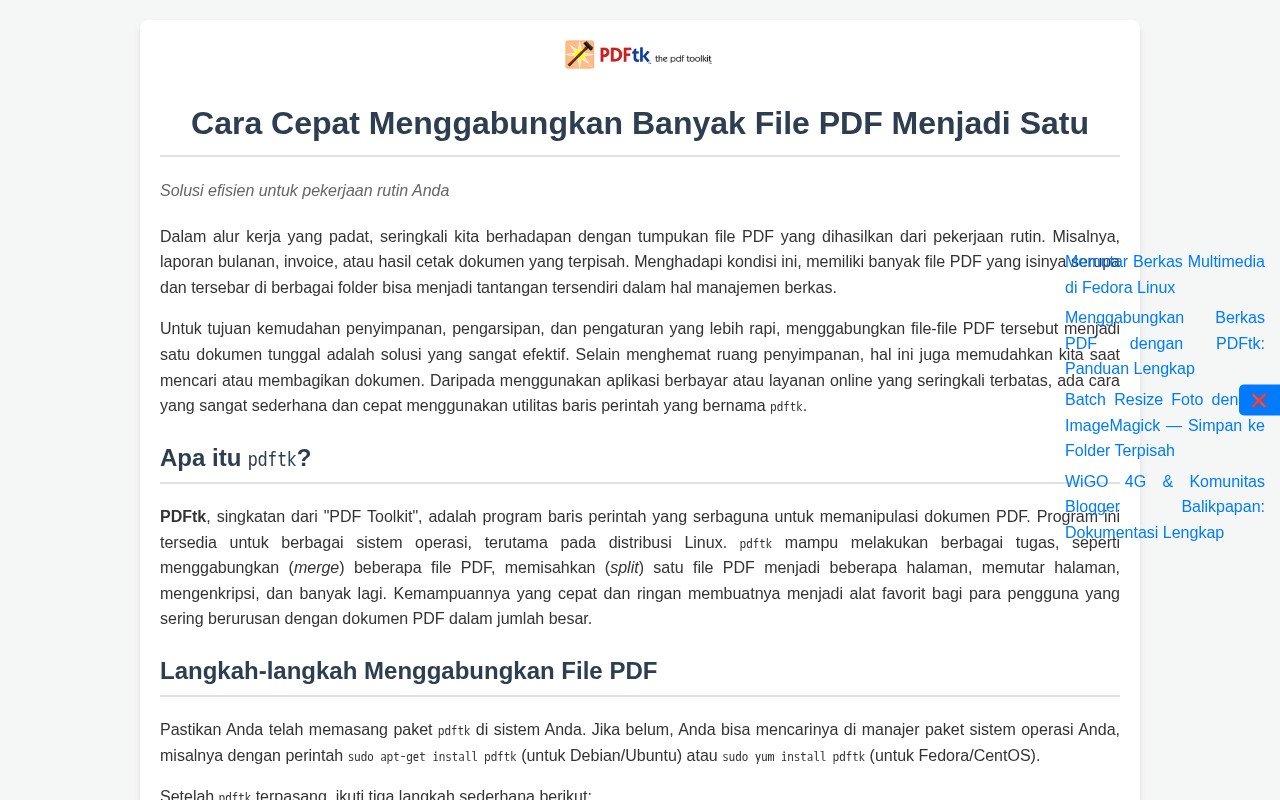 PDFtk the pdf toolkit
Cara Cepat Menggabungkan Banyak File PDF Menjadi Satu
Solusi efisien untuk pekerjaan rutin Anda
Dalam alur kerja yang padat, seringkali kita berhadapan dengan tumpukan file PDF yang dihasilkan dari pekerjaan rutin. Misalnya,
laporan bulanan, invoice, atau hasil cetak dokumen yang terpisah. Menghadapi kondisi ini, memiliki banyak file PDF yang isinya serupa
dan tersebar di berbagai folder bisa menjadi tantangan tersendiri dalam hal manajemen berkas.
Untuk tujuan kemudahan penyimpanan, pengarsipan, dan pengaturan yang lebih rapi, menggabungkan file-file PDF tersebut menjadi
satu dokumen tunggal adalah solusi yang sangat efektif. Selain menghemat ruang penyimpanan, hal ini juga memudahkan kita saat
mencari atau membagikan dokumen. Daripada menggunakan aplikasi berbayar atau layanan online yang seringkali terbatas, ada cara
yang sangat sederhana dan cepat menggunakan utilitas baris perintah yang bernama pdftk.
Apa itu pdftk?
PDFtk, singkatan dari "PDF Toolkit", adalah program baris perintah yang serbaguna untuk memanipulasi dokumen PDF. Program ini
tersedia untuk berbagai sistem operasi, terutama pada distribusi Linux. pdftk mampu melakukan berbagai tugas, seperti
menggabungkan (merge) beberapa file PDF, memisahkan (split) satu file PDF menjadi beberapa halaman, memutar halaman,
mengenkripsi, dan banyak lagi. Kemampuannya yang cepat dan ringan membuatnya menjadi alat favorit bagi para pengguna yang
sering berurusan dengan dokumen PDF dalam jumlah besar.
Langkah-langkah Menggabungkan File PDF
Pastikan Anda telah memasang paket pdftk di sistem Anda. Jika belum, Anda bisa mencarinya di manajer paket sistem operasi Anda,
misalnya dengan perintah sudo apt-get install pdftk (untuk Debian/Ubuntu) atau sudo yum install pdftk (untuk Fedora/CentOS).
Setelah pdftk terpasang, ikuti tiga langkah sederhana berikut:
Memutar Berkas Multimedia
di Fedora Linux
Menggabungkan Berkas
PDF dengan PDFtk:
Panduan Lengkap
Batch Resize Foto den
ImageMagick — Simpan ke
Folder Terpisah
WiGO 4G & Komunitas
Blogger Balikpapan:
Dokumentasi Lengkap